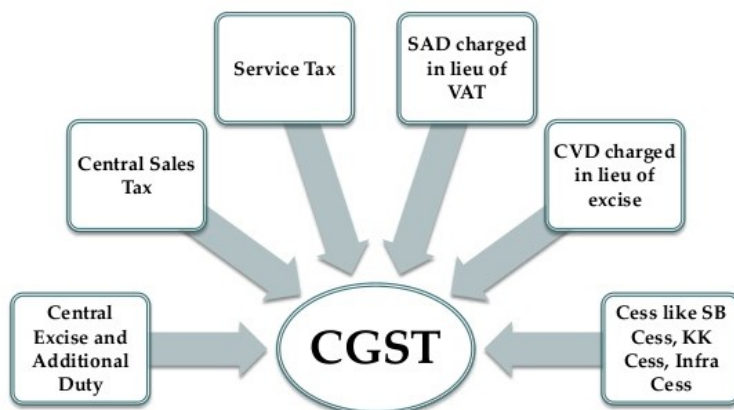 Central
Excise and
Additional
Duty
Central Sales
Tax
Service Tax
SAD charged
in lieu of
VAT
CVD charged
in lieu of
excise
Cess like SB
Cess, KK
Cess, Infra
Cess
CGST